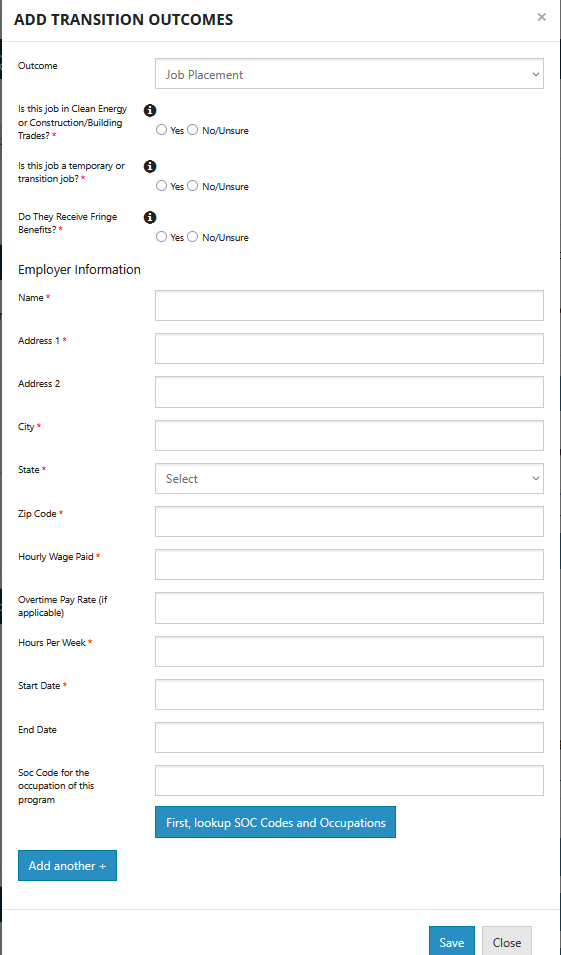 ADD TRANSITION OUTCOMES
×
Outcome
Job Placement
Is this job in Clean Energy
or Construction/Building
Trades? *
Yes No/Unsure
Is this job a temporary or
transition job? *
Yes No/Unsure
Do They Receive Fringe
Benefits? *
Yes No/Unsure
Employer Information
Name *
Address 1 *
Address 2
City *
State *
Select
Zip Code *
Hourly Wage Paid *
Overtime Pay Rate (if
applicable)
Hours Per Week *
Start Date *
End Date
Soc Code for the
occupation of this
program
First, lookup SOC Codes and Occupations
Add another +
Save Close